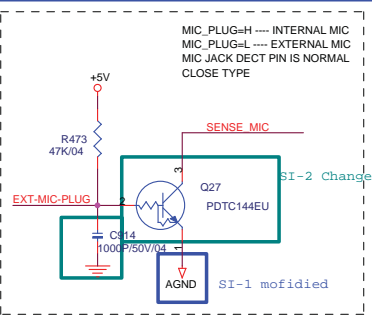 MIC_PLUG=H ---- INTERNAL MIC
MIC_PLUG=L ---- EXTERNAL MIC
MIC JACK DECT PIN IS NORMAL
CLOSE TYPE
+5V
R473
47K/04
SENSE_MIC
3
SI-2 Change
Q27
PDTC144EU
EXT-MIC-PLUG
2
C914
1000P/50V/04
1
AGND
SI-1 mofidied